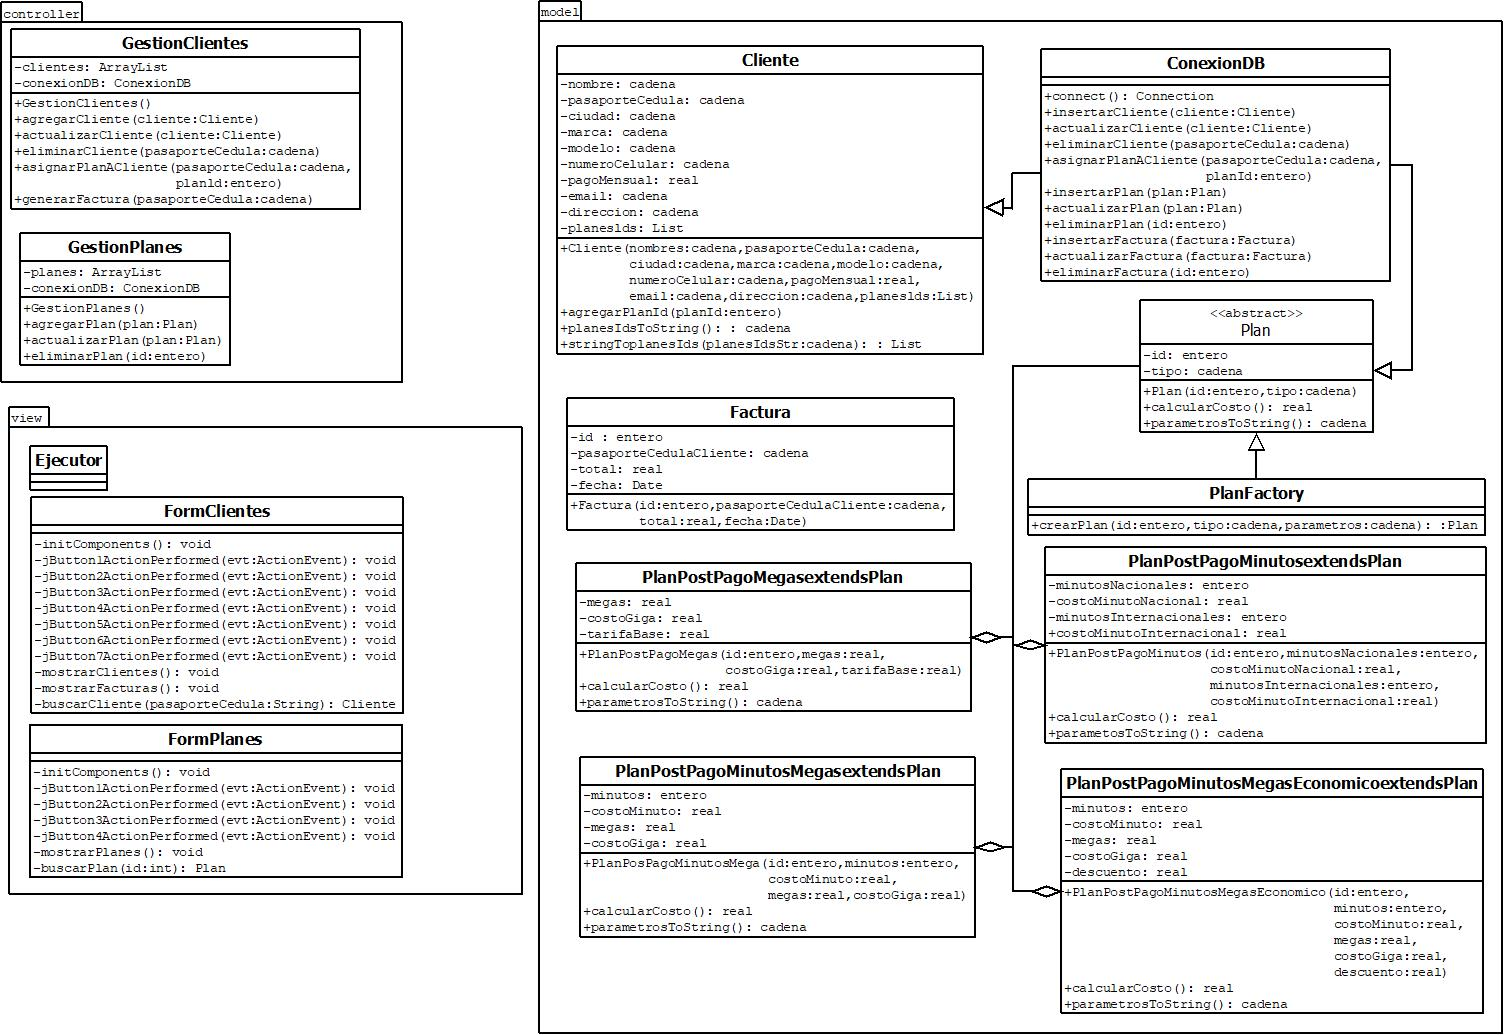 controller
GestionClientes
-clientes: ArrayList
-conexionDB: ConexionDB
+GestionClientes()
+agregarCliente(cliente:Cliente)
+actualizarCliente(cliente:Cliente)
+eliminarCliente(pasaporteCedula:cadena)
+asignarPlanACliente(pasaporteCedula:cadena,
planId:entero)
+generarFactura(pasaporteCedula:cadena)
GestionPlanes
-planes: ArrayList
-conexionDB: ConexionDB
+GestionPlanes()
+agregarPlan(plan:Plan)
+actualizarPlan(plan:Plan)
+eliminarPlan(id:entero)
view
Ejecutor
FormClientes
-initComponents(): void
-jButton1ActionPerformed(evt:ActionEvent): void
-jButton2ActionPerformed(evt:ActionEvent): void
-jButton3ActionPerformed(evt:ActionEvent): void
-jButton4ActionPerformed(evt:ActionEvent): void
-jButton5ActionPerformed(evt:ActionEvent): void
-jButton6ActionPerformed(evt:ActionEvent): void
-jButton7ActionPerformed(evt:ActionEvent): void
-mostrarClientes(): void
-mostrarFacturas(): void
-buscarCliente(pasaporteCedula:String): Cliente
FormPlanes
-initComponents(): void
-jButton1ActionPerformed(evt:ActionEvent): void
-jButton2ActionPerformed(evt:ActionEvent): void
-jButton3ActionPerformed(evt:ActionEvent): void
-jButton4ActionPerformed(evt:ActionEvent): void
-mostrarPlanes(): void
-buscarPlan(id:int): Plan
model
Cliente
-nombre: cadena
-pasaporteCedula: cadena
-ciudad: cadena
-marca: cadena
-modelo: cadena
-numeroCelular: cadena
-pagoMensual: real
-email: cadena
-direccion: cadena
-planesIds: List
+Cliente(nombres:cadena,pasaporteCedula:cadena,
ciudad:cadena,marca:cadena,modelo:cadena,
numeroCelular:cadena,pagoMensual:real,
email:cadena,direccion:cadena,planeslds:List)
+agregarPlanId(planId:entero)
+planesIdsToString(): : cadena
+stringToplanesIds(planesIdsStr:cadena): : List
ConexionDB
+connect(): Connection
+insertarCliente(cliente:Cliente)
+actualizarCliente(cliente:Cliente)
+eliminarCliente(pasaporteCedula:cadena)
+asignarPlanACliente(pasaporteCedula:cadena,
planId:entero)
+insertarPlan(plan:Plan)
+actualizarPlan(plan:Plan)
+eliminarPlan(id:entero)
+insertarFactura(factura:Factura)
+actualizarFactura(factura:Factura)
+eliminarFactura(id:entero)
<<abstract>>
Plan
-id: entero
-tipo: cadena
+Plan(id:entero,tipo:cadena)
+calcularCosto(): real
+parametrosToString(): cadena
Factura
-id : entero
-pasaporteCedulaCliente: cadena
-total: real
-fecha: Date
+Factura(id:entero,pasaporteCedulaCliente:cadena,
total:real,fecha:Date)
PlanFactory
+crearPlan(id:entero,tipo:cadena,parametros:cadena): :Plan
PlanPostPagoMegasextendsPlan
-megas: real
-costoGiga: real
-tarifaBase: real
+PlanPostPagoMegas(id:entero,megas:real,
costoGiga:real,tarifaBase:real)
+calcularCosto(): real
+parametrosToString(): cadena
PlanPostPagoMinutosextendsPlan
-minutosNacionales: entero
-costoMinutoNacional: real
-minutosInternacionales: entero
+costoMinutoInternacional: real
+PlanPostPagoMinutos(id:entero,minutosNacionales:entero,
costoMinutoNacional:real,
minutosInternacionales:entero,
costoMinutoInternacional:real)
+calcularCosto(): real
+parametosToString(): cadena
PlanPostPagoMinutosMegasextendsPlan
-minutos: entero
-costoMinuto: real
-megas: real
-costoGiga: real
+PlanPosPagoMinutosMega(id:entero,minutos:entero,
costoMinuto:real,
megas:real,costoGiga:real)
+calcularCosto(): real
+parametrosToString(): cadena
PlanPostPagoMinutosMegasEconomicoextendsPlan
-minutos: entero
-costoMinuto: real
-megas: real
-costoGiga: real
-descuento: real
+PlanPostPagoMinutosMegasEconomico(id:entero,
minutos:entero,
costoMinuto:real,
megas:real,
costoGiga:real,
descuento:real)
+calcularCosto(): real
+parametrosToString(): cadena